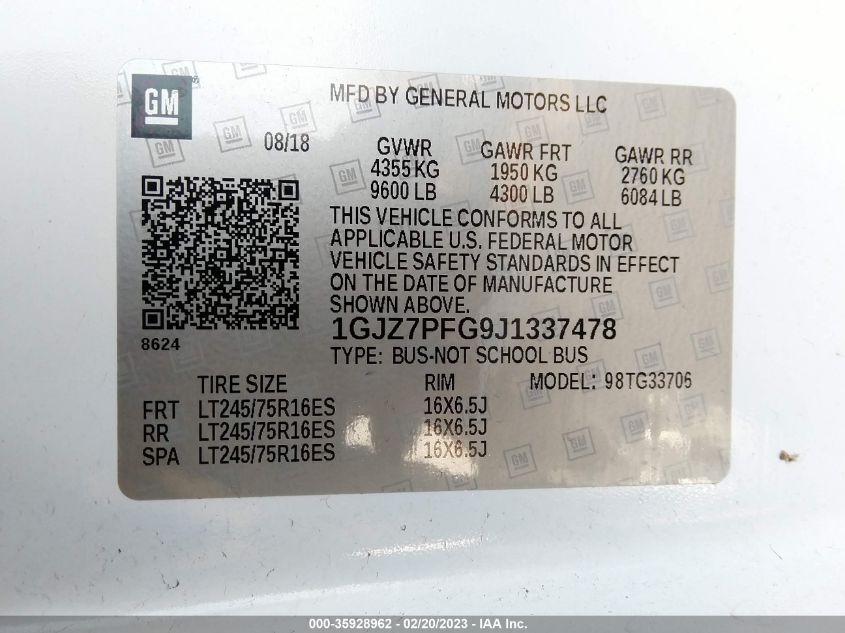 GM
MFD BY GENERAL MOTORS LLC
08/18
GVWR GAWR FRT GAWR RR
4355 KG 1950 KG 2760 KG
9600 LB 4300 LB 6084 LB
THIS VEHICLE CONFORMS TO ALL
APPLICABLE U.S. FEDERAL MOTOR
VEHICLE SAFETY STANDARDS IN EFFECT
ON THE DATE OF MANUFACTURE
SHOWN ABOVE.
1GJZ7PFG9J1337478
8624
TYPE: BUS-NOT SCHOOL BUS
TIRE SIZE RIM MODEL: 98TG33706
FRT LT245/75R16ES 16X6.5J
RR LT245/75R16ES 16X6.5J
SPA LT245/75R16ES 16X6.5J
000-35928962 - 02/20/2023 - IAA Inc.